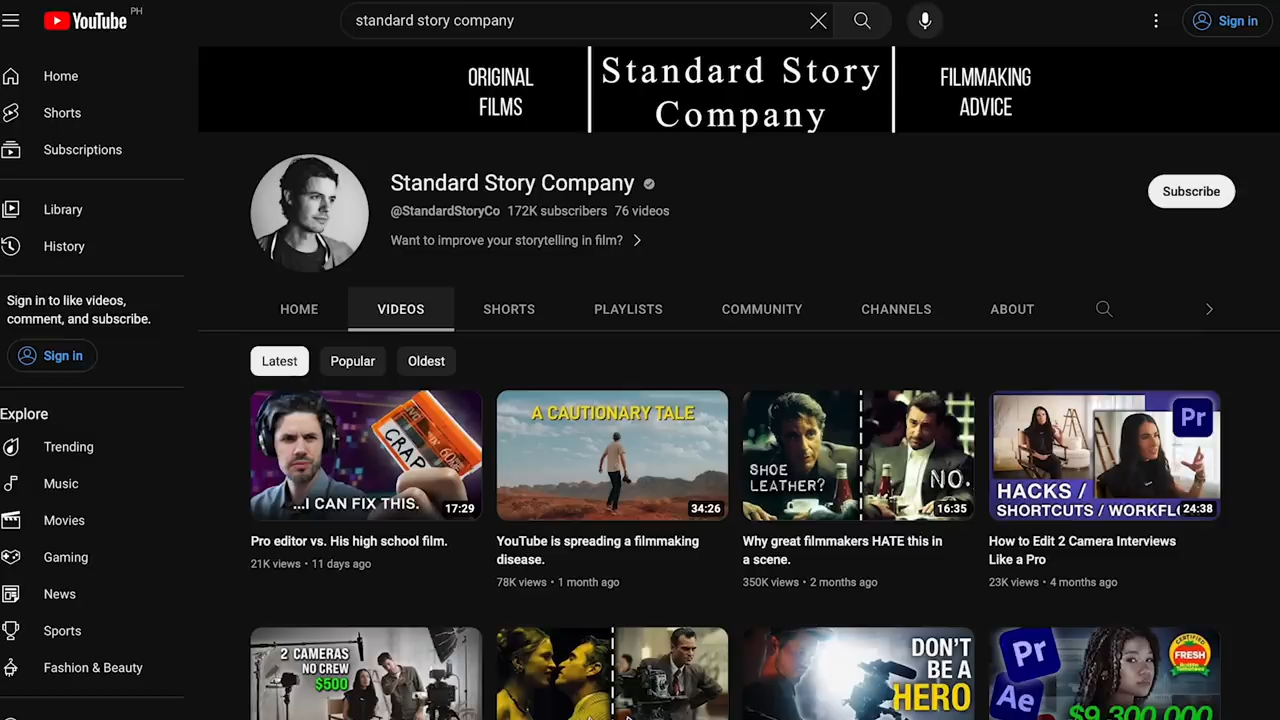 YouTube PH
standard story company
Sign in
Home
Shorts
Subscriptions
Library
History
Sign in to like videos,
comment, and subscribe.
Sign in
Explore
Trending
Music
Movies
Gaming
News
Sports
Fashion & Beauty
ORIGINAL
FILMS
Standard Story
Company
FILMMAKING
ADVICE
Standard Story Company
@StandardStoryCo 172K subscribers 76 videos
Want to improve your storytelling in film?
Subscribe
HOME VIDEOS SHORTS PLAYLISTS COMMUNITY CHANNELS ABOUT
Latest Popular Oldest
CRAP
...I CAN FIX THIS.
17:29
Pro editor vs. His high school film.
21K views • 11 days ago
A CAUTIONARY TALE
34:26
YouTube is spreading a filmmaking
disease.
78K views • 1 month ago
SHOE
LEATHER?
NO.
16:35
Why great filmmakers HATE this in
a scene.
350K views • 2 months ago
Pr
HACKS /
SHORTCUTS / WORKFL
24:38
How to Edit 2 Camera Interviews
Like a Pro
23K views • 4 months ago
2 CAMERAS
NO CREW
$500
DON'T
BE A
HERO
Pr
Ae
CERTIFIED
FRESH
$9,300,000